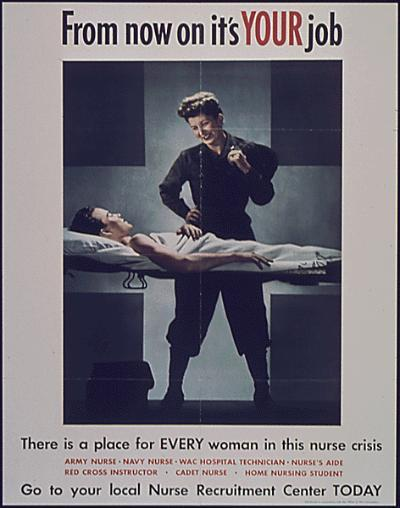 From now on it's YOUR job
There is a place for EVERY woman in this nurse crisis
ARMY NURSE · NAVY NURSE · WAC HOSPITAL TECHNICIAN · NURSE'S AIDE
RED CROSS INSTRUCTOR · CADET NURSE · HOME NURSING STUDENT
Go to your local Nurse Recruitment Center TODAY